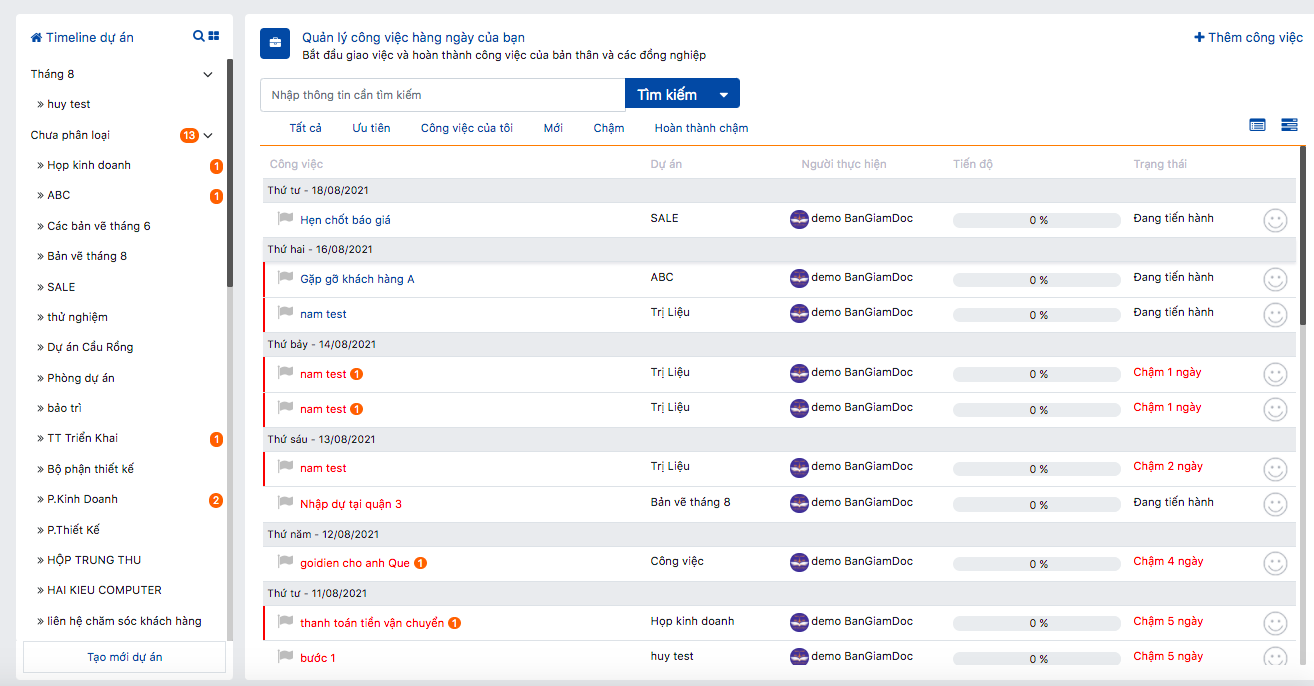 Timeline dự án
Tháng 8
» huy test
Chưa phân loại 13
» Họp kinh doanh 1
» ABC 1
» Các bản vẽ tháng 6
» Bản vẽ tháng 8
» SALE
» thử nghiệm
» Dự án Cầu Rồng
» Phòng dự án
» bảo trì
» TT Triển Khai 1
» Bộ phận thiết kế
» P.Kinh Doanh 2
» P.Thiết Kế
» HỘP TRUNG THU
» HAI KIEU COMPUTER
» liên hệ chăm sóc khách hàng
Tạo mới dự án
Quản lý công việc hàng ngày của bạn
Bắt đầu giao việc và hoàn thành công việc của bản thân và các đồng nghiệp
+ Thêm công việc
Nhập thông tin cần tìm kiếm Tìm kiếm
Tất cả Ưu tiên Công việc của tôi Mới Chậm Hoàn thành chậm
Công việc Dự án Người thực hiện Tiến độ Trạng thái
Thứ tư - 18/08/2021
Hẹn chốt báo giá SALE demo BanGiamDoc 0 % Đang tiến hành
Thứ hai - 16/08/2021
Gặp gỡ khách hàng A ABC demo BanGiamDoc 0 % Đang tiến hành
nam test Trị Liệu demo BanGiamDoc 0 % Đang tiến hành
Thứ bảy - 14/08/2021
nam test 1 Trị Liệu demo BanGiamDoc 0 % Chậm 1 ngày
nam test 1 Trị Liệu demo BanGiamDoc 0 % Chậm 1 ngày
Thứ sáu - 13/08/2021
nam test Trị Liệu demo BanGiamDoc 0 % Chậm 2 ngày
Nhập dự tại quận 3 Bản vẽ tháng 8 demo BanGiamDoc 0 % Đang tiến hành
Thứ năm - 12/08/2021
goidien cho anh Que 1 Công việc demo BanGiamDoc 0 % Chậm 4 ngày
Thứ tư - 11/08/2021
thanh toán tiền vận chuyển 1 Họp kinh doanh demo BanGiamDoc 0 % Chậm 5 ngày
bước 1 huy test demo BanGiamDoc 0 % Chậm 5 ngày